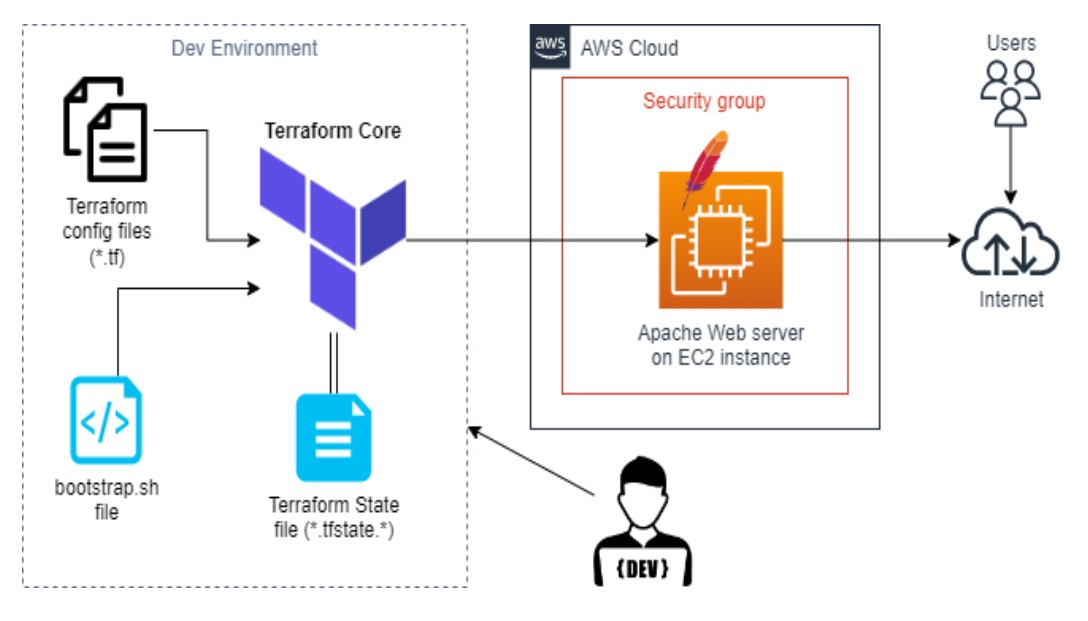 Dev Environment
Terraform
config files
(*.tf)
Terraform Core
</>
bootstrap.sh
file
Terraform State
file (*.tfstate.*)
aws
AWS Cloud
Security group
Apache Web server
on EC2 instance
Users
Internet
{DEV}